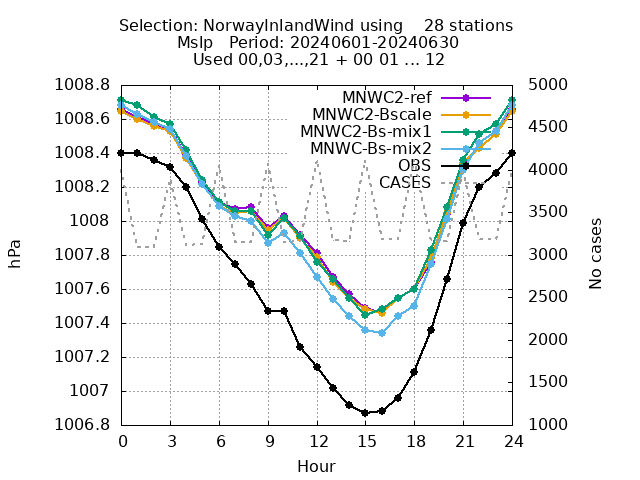 Selection: NorwayInlandWind using    28 stations
Mslp   Period: 20240601-20240630
Used 00,03,...,21 + 00 01 ... 12
MNWC2-ref
MNWC2-Bscale
MNWC2-Bs-mix1
MNWC-Bs-mix2
OBS
CASES
1008.8
1008.6
1008.4
1008.2
1008
1007.8
1007.6
1007.4
1007.2
1007
1006.8
hPa
5000
4500
4000
3500
3000
2500
2000
1500
1000
No cases
0 3 6 9 12 15 18 21 24
Hour